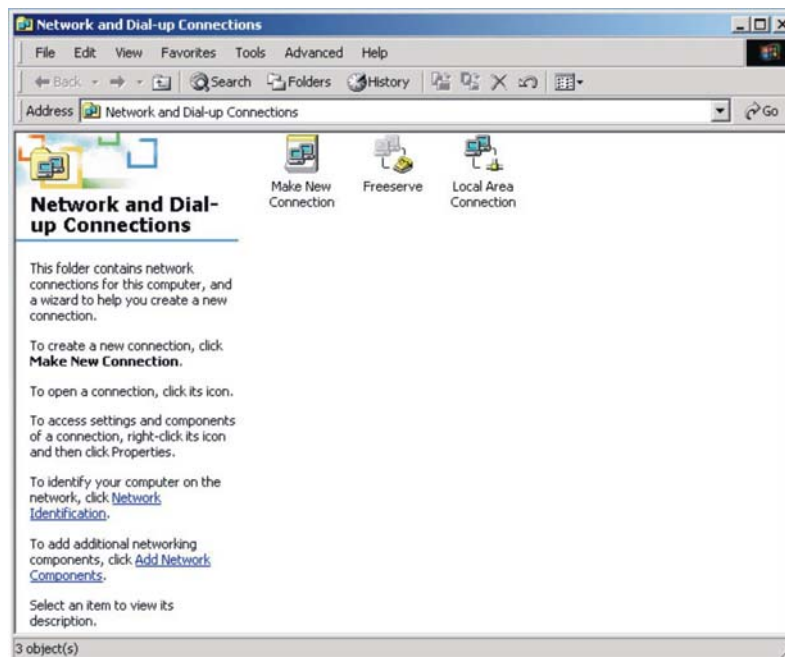 Network and Dial-up Connections
File Edit View Favorites Tools Advanced Help
Back Search Folders History
Address Network and Dial-up Connections Go
Make New
Connection
Freeserve
Local Area
Connection
Network and Dial-
up Connections
This folder contains network
connections for this computer, and
a wizard to help you create a new
connection.
To create a new connection, click
Make New Connection.
To open a connection, click its icon.
To access settings and components
of a connection, right-click its icon
and then click Properties.
To identify your computer on the
network, click Network
Identification.
To add additional networking
components, click Add Network
Components.
Select an item to view its
description.
3 object(s)